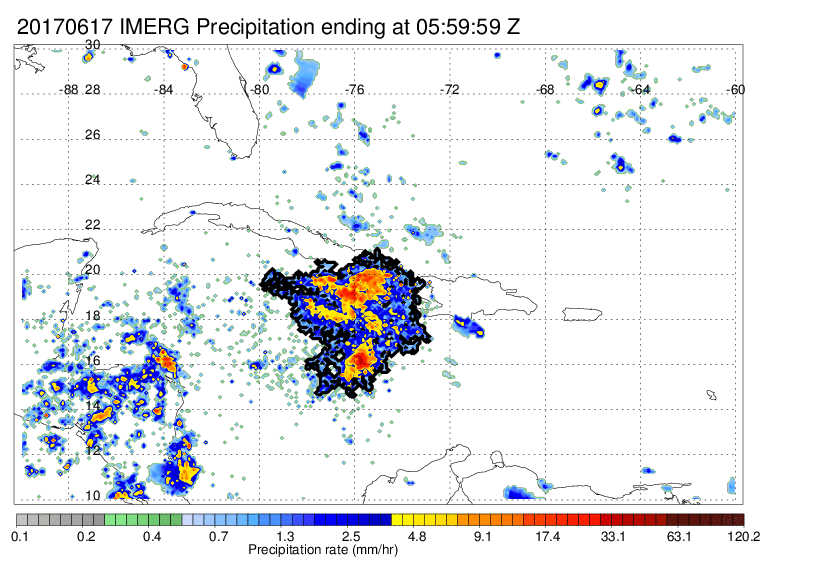 20170617 IMERG Precipitation ending at 05:59:59 Z
30
-88 28 -84 -80 -76 -72 -68 -64 -60
26
24
22
20
18
16
14
12
10
0.1 0.2 0.4 0.7 1.3 2.5 4.8 9.1 17.4 33.1 63.1 120.2
Precipitation rate (mm/hr)